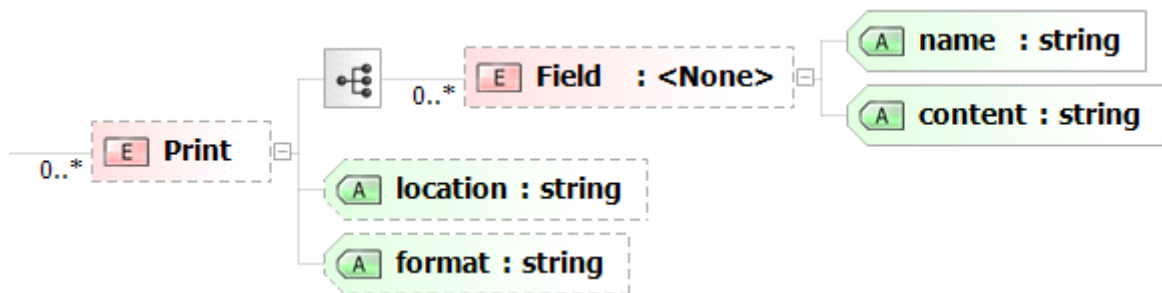 A name : string
E Field : <None>
0..*
A content : string
E Print
0..*
A location : string
A format : string